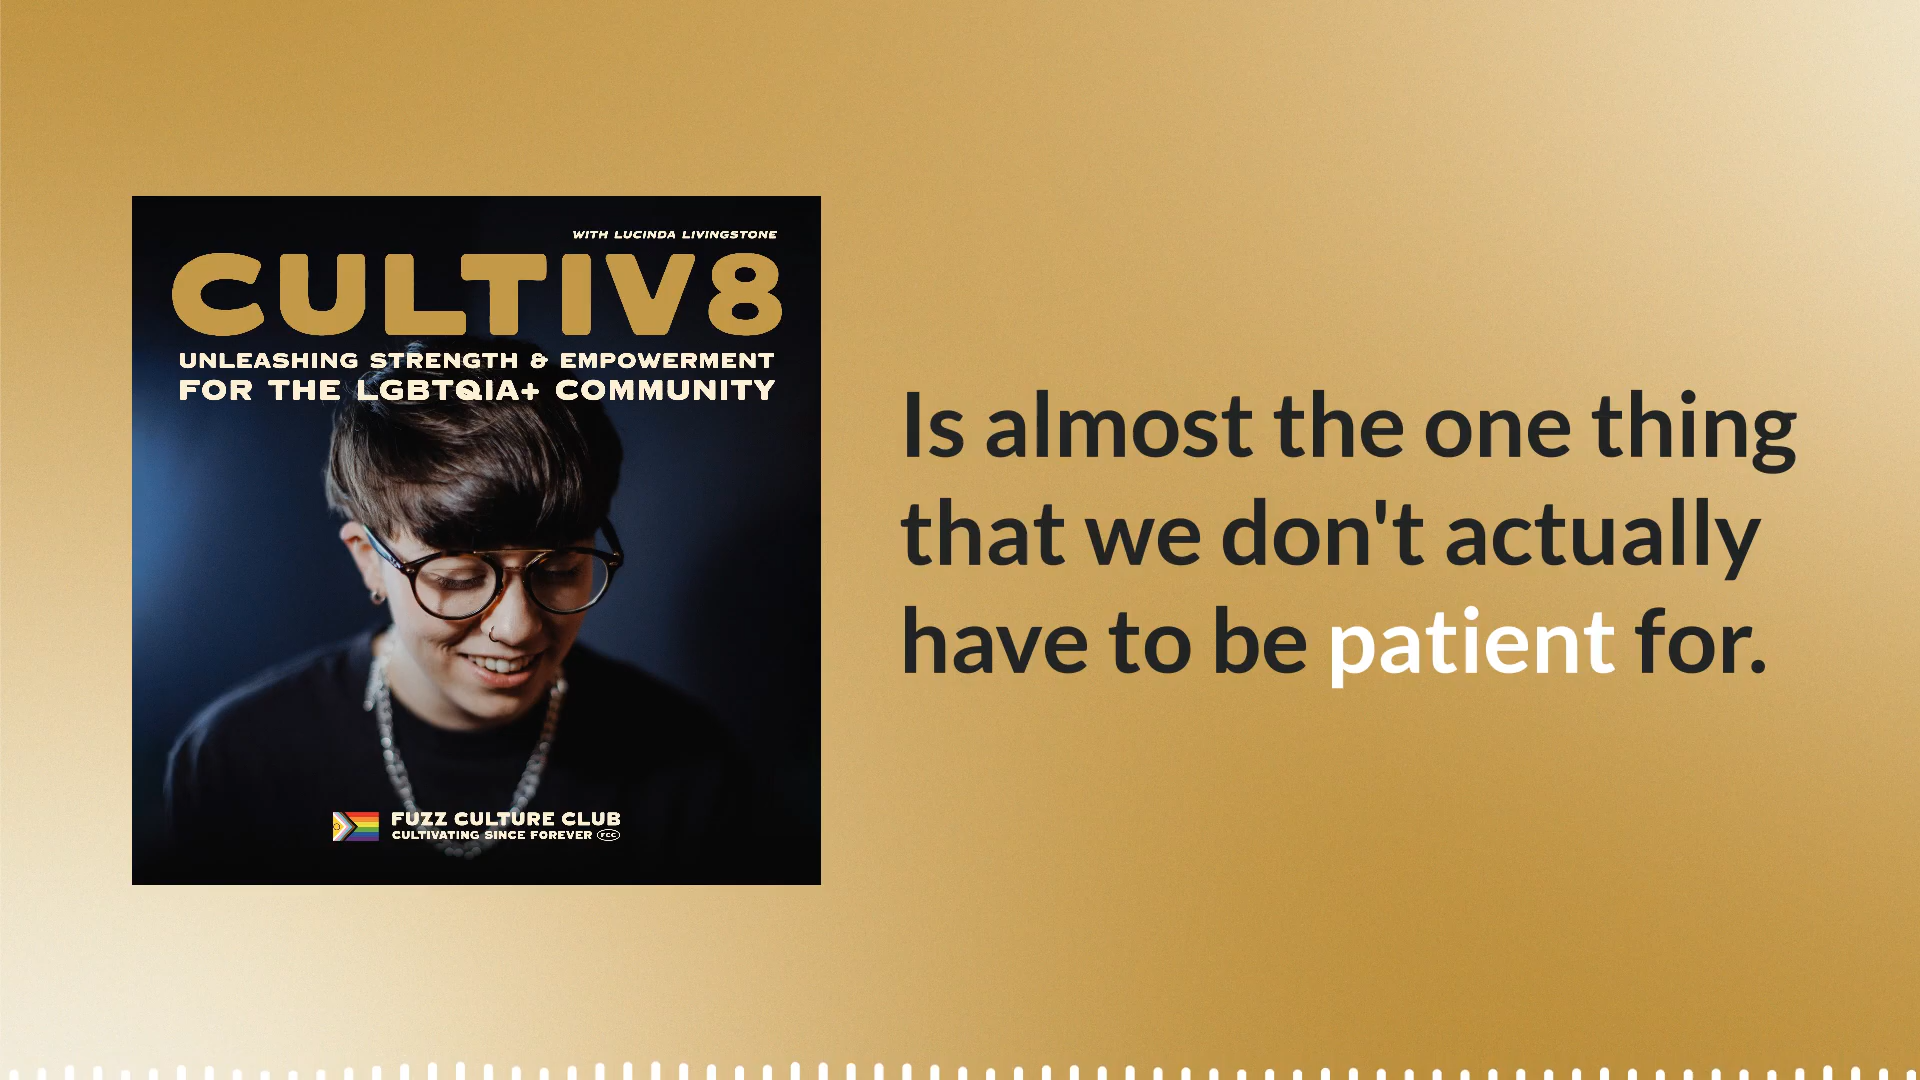 WITH LUCINDA LIVINGSTONE
CULTIV8
UNLEASHING STRENGTH & EMPOWERMENT
FOR THE LGBTQIA+ COMMUNITY
FUZZ CULTURE CLUB
CULTIVATING SINCE FOREVER FCC
Is almost the one thing
that we don't actually
have to be patient for.